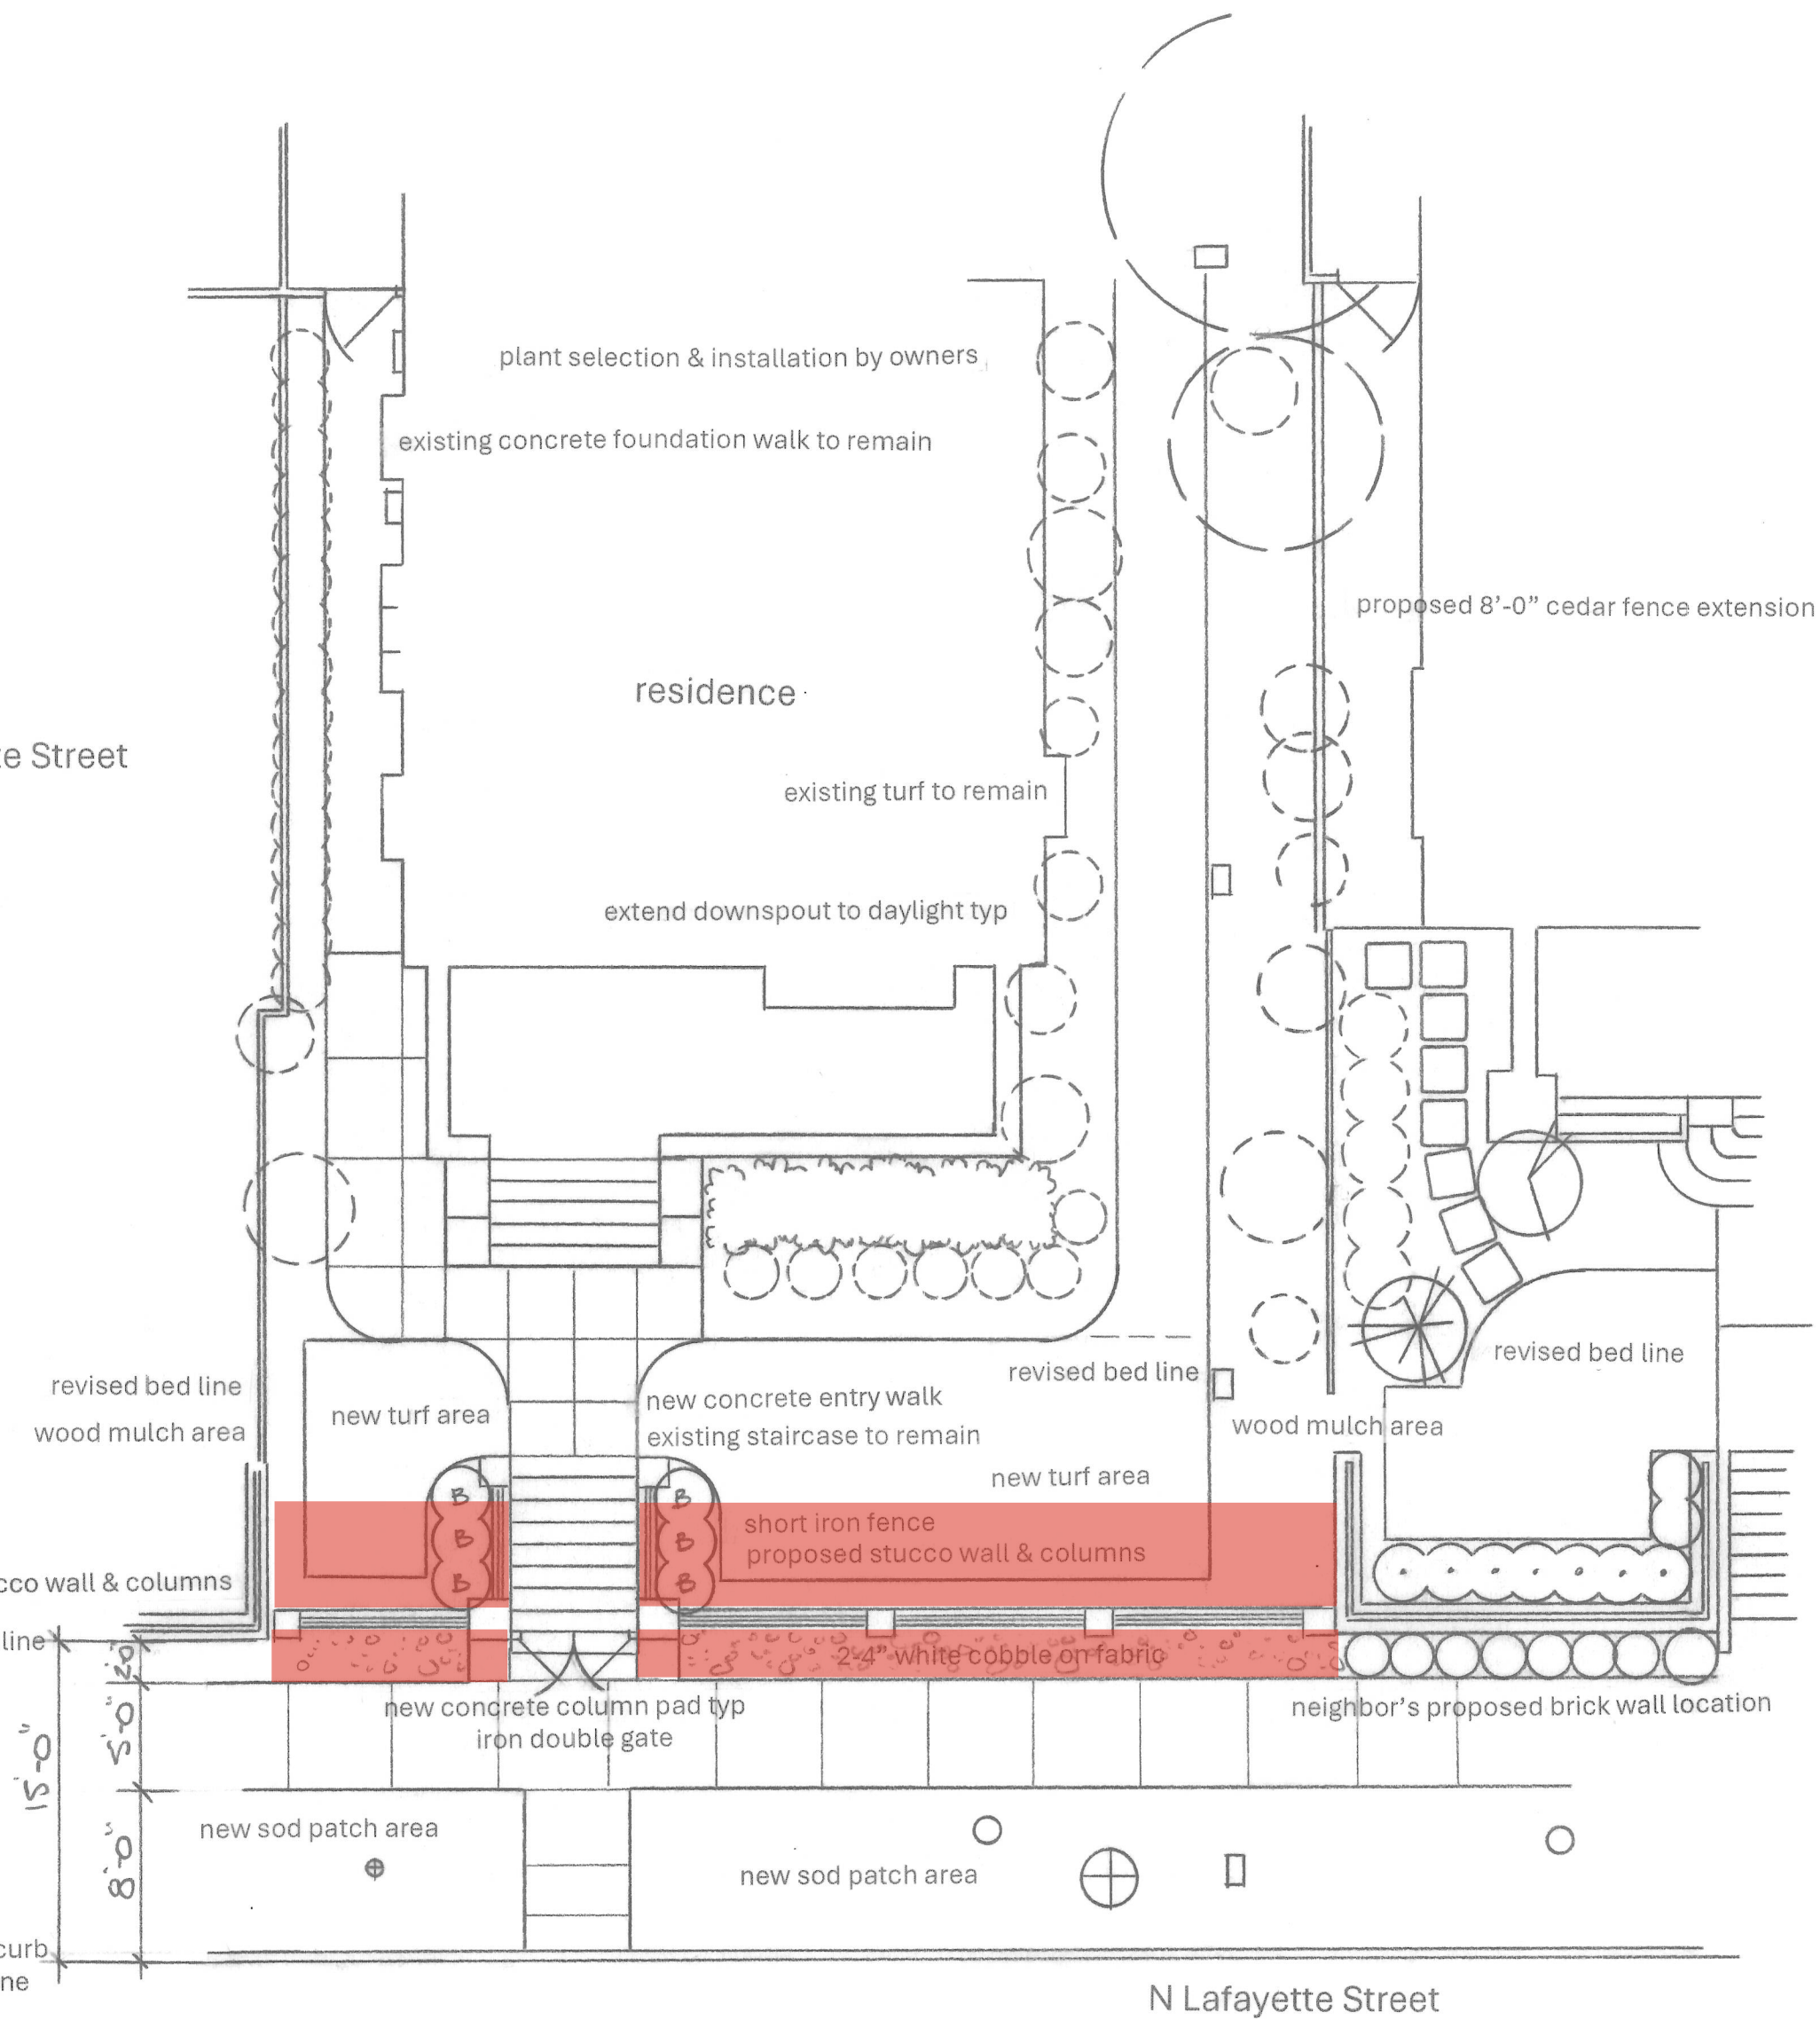 plant selection & installation by owners
existing concrete foundation walk to remain
proposed 8'-0" cedar fence extension
residence
te Street
existing turf to remain
extend downspout to daylight typ
revised bed line
wood mulch area
new turf area
new concrete entry walk
existing staircase to remain
revised bed line
new turf area
wood mulch area
revised bed line
B
B
B
B
B
B
short iron fence
proposed stucco wall & columns
cco wall & columns
line
2-4" white cobble on fabric
new concrete column pad typ
iron double gate
neighbor's proposed brick wall location
5'-0"
15'-0"
8'-0"
new sod patch area
new sod patch area
curb
ne
N Lafayette Street